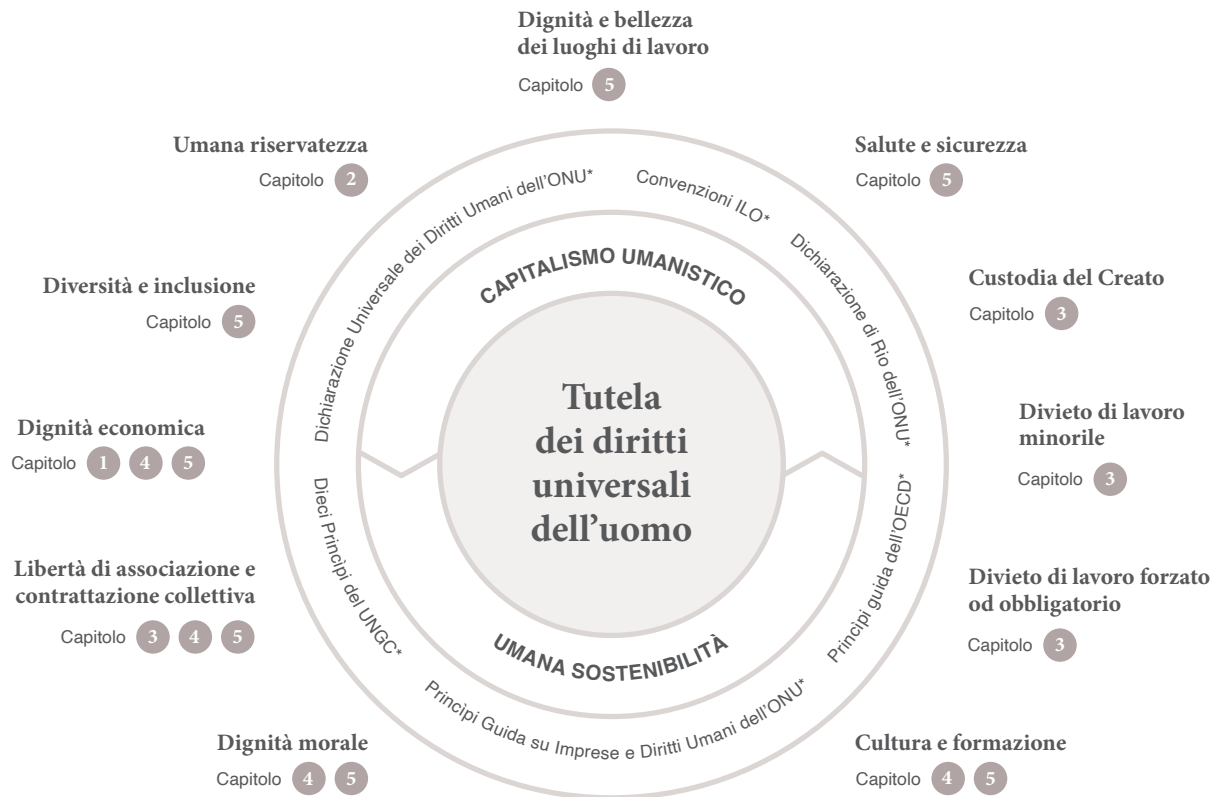 Dignità e bellezza
dei luoghi di lavoro
Capitolo 5
Umana riservatezza
Capitolo 2
Salute e sicurezza
Capitolo 5
Diversità e inclusione
Capitolo 5
Custodia del Creato
Capitolo 3
Dignità economica
Capitolo 1 4 5
Divieto di lavoro
minorile
Capitolo 3
Libertà di associazione e
contrattazione collettiva
Capitolo 3 4 5
Divieto di lavoro forzato
od obbligatorio
Capitolo 3
Dignità morale
Capitolo 4 5
Cultura e formazione
Capitolo 4 5
Dichiarazione Universale dei Diritti Umani dell'ONU*
Convenzioni ILO*
Dichiarazione di Rio dell'ONU*
Principi guida dell'OECD*
Principi Guida su Imprese e Diritti Umani dell'ONU*
Dieci Principi del UNGC*
CAPITALISMO UMANISTICO
Tutela
dei diritti
universali
dell'uomo
UMANA SOSTENIBILITÀ